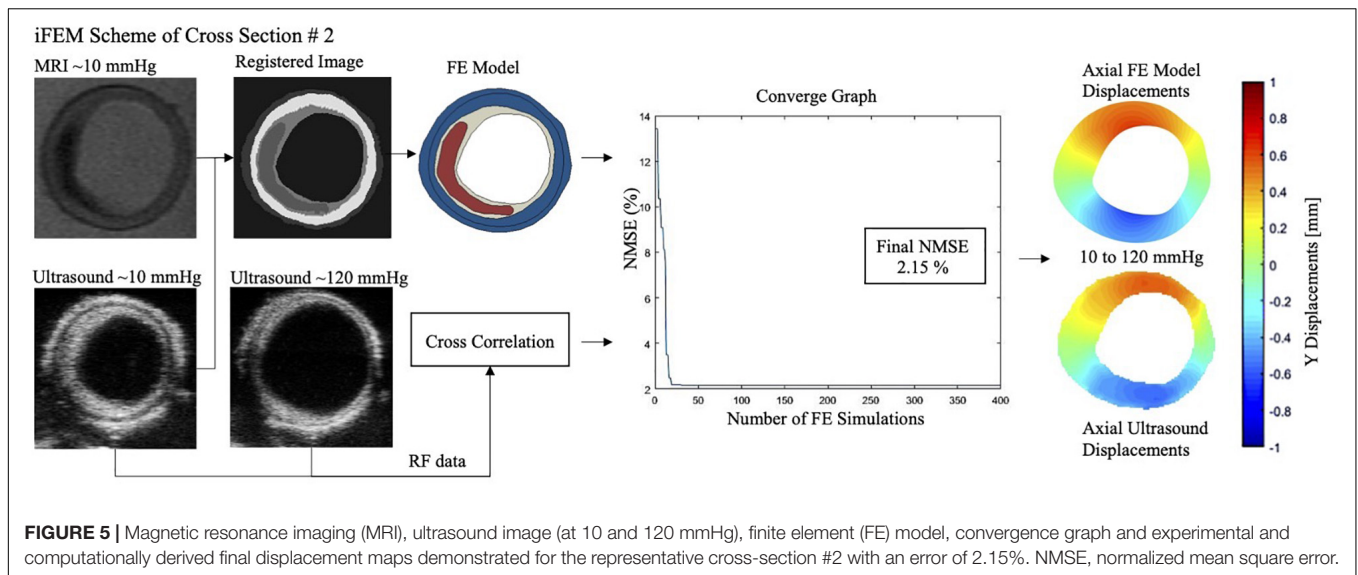 iFEM Scheme of Cross Section # 2
MRI ~10 mmHg
Registered Image
FE Model
Ultrasound ~10 mmHg
Ultrasound ~120 mmHg
Cross Correlation
RF data
Converge Graph
NMSE (%)
14
12
10
8
6
4
2
0
50
100
150
200
250
300
350
400
Number of FE Simulations
Final NMSE
2.15 %
Axial FE Model
Displacements
10 to 120 mmHg
Axial Ultrasound
Displacements
1
0.8
0.6
0.4
0.2
0
-0.2
-0.4
-0.6
-0.8
-1
Y Displacements [mm]
FIGURE 5 | Magnetic resonance imaging (MRI), ultrasound image (at 10 and 120 mmHg), finite element (FE) model, convergence graph and experimental and
computationally derived final displacement maps demonstrated for the representative cross-section #2 with an error of 2.15%. NMSE, normalized mean square error.